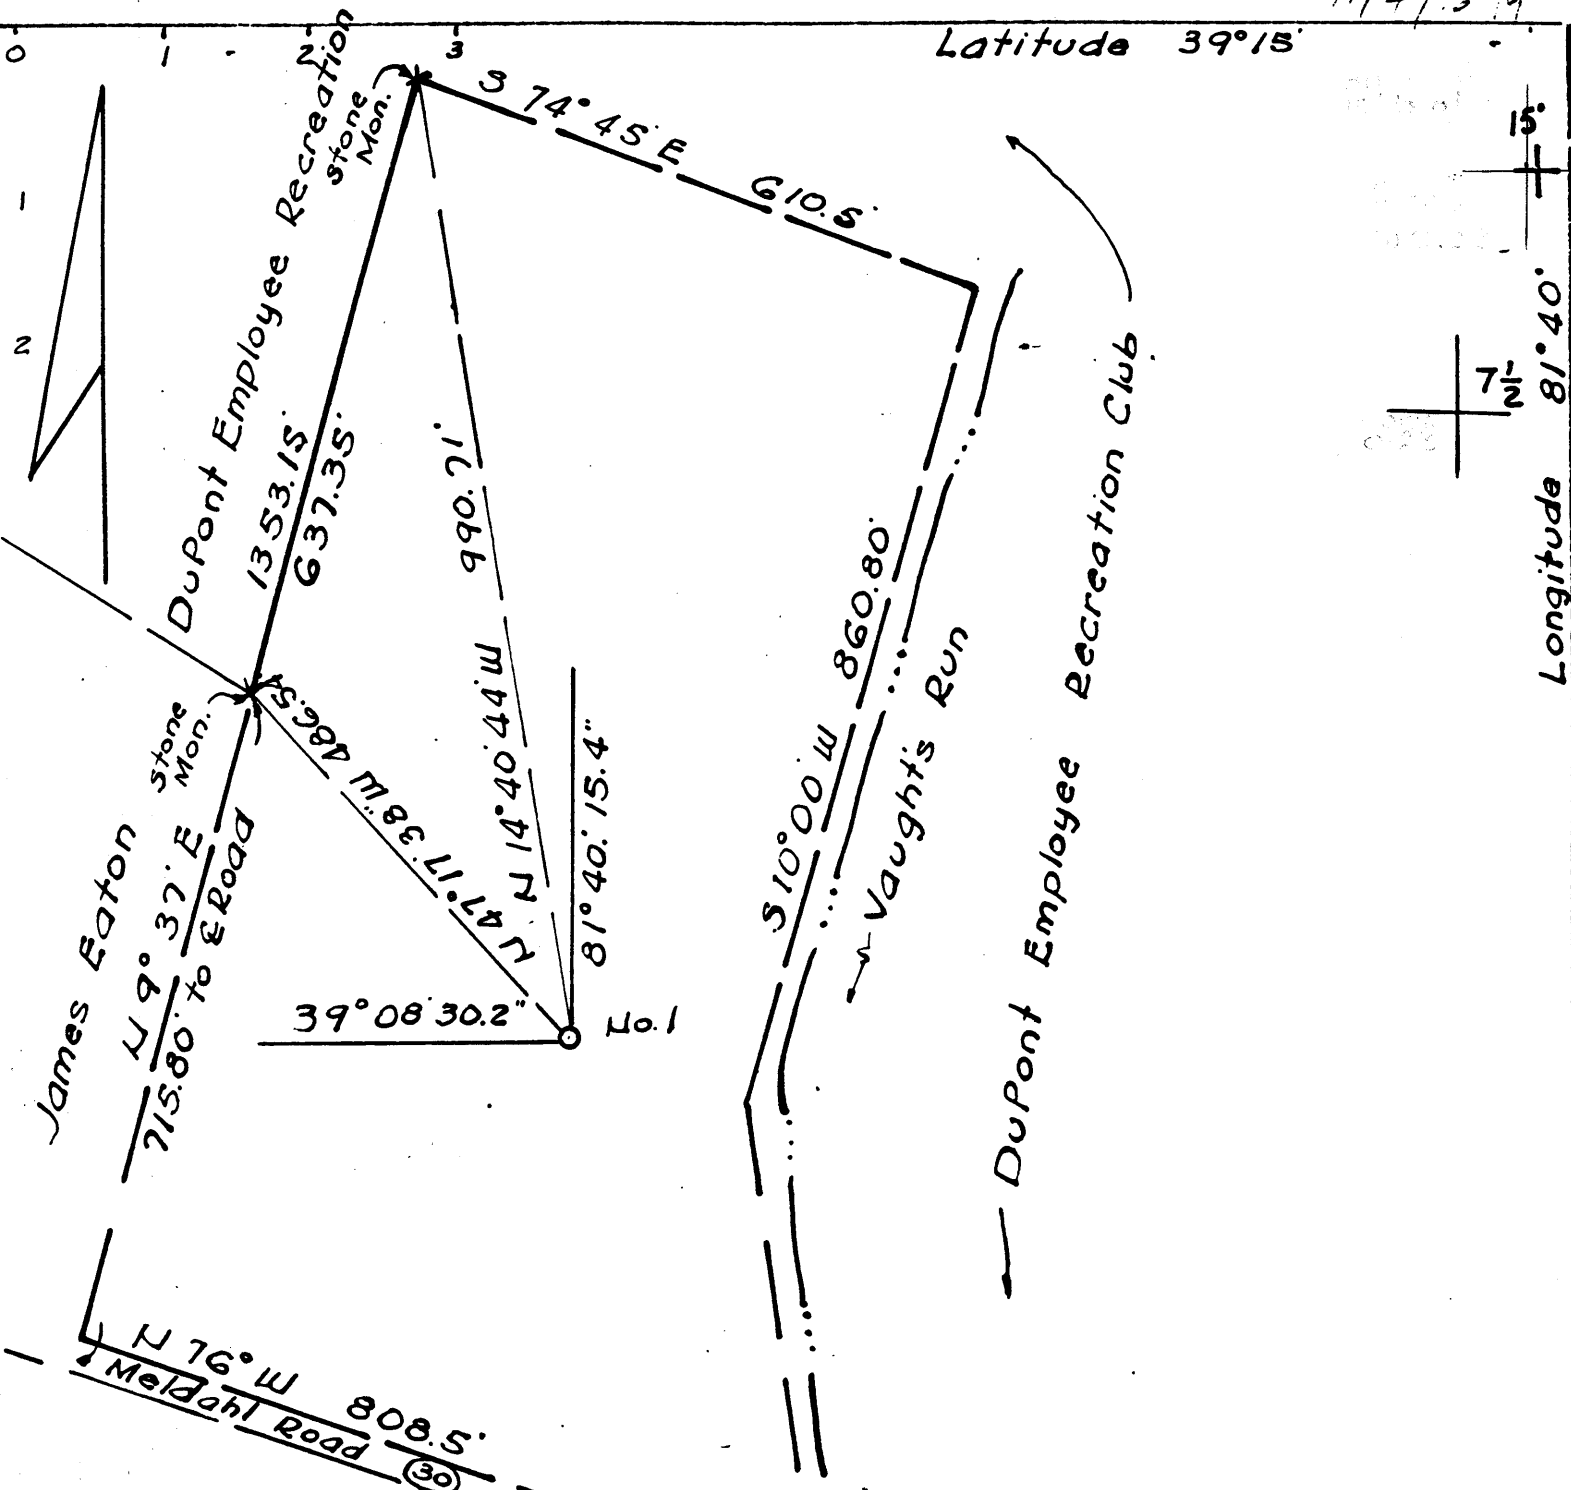 Latitude 39°15'
0 1 2 3
1
2
15'
7½
Longitude 81°40'
Stone Mon.
S 74°45' E 610.5'
DuPont Employee Recreation
1353.15'
637.35'
990.71'
N 14°40'44" W
860.80'
S 10°00' W
Vaught's Run
DuPont Employee Recreation Club
Stone Mon.
486.54'
N 47°17'38" W
81°40'15.4"
39°08'30.2"
No. 1
James Eaton
N 9°37' E
715.80' to ℄ Road
N 76° W 808.5'
Meldahl Road
30